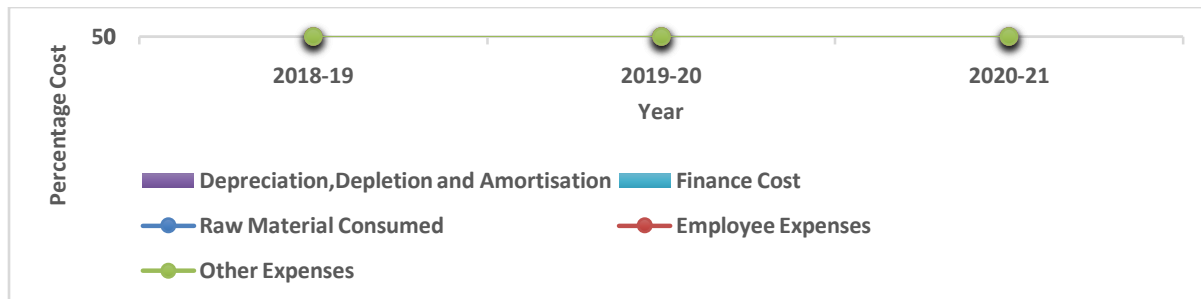 Percentage Cost
50
2018-19 2019-20 2020-21
Year
Depreciation,Depletion and Amortisation Finance Cost
Raw Material Consumed Employee Expenses
Other Expenses